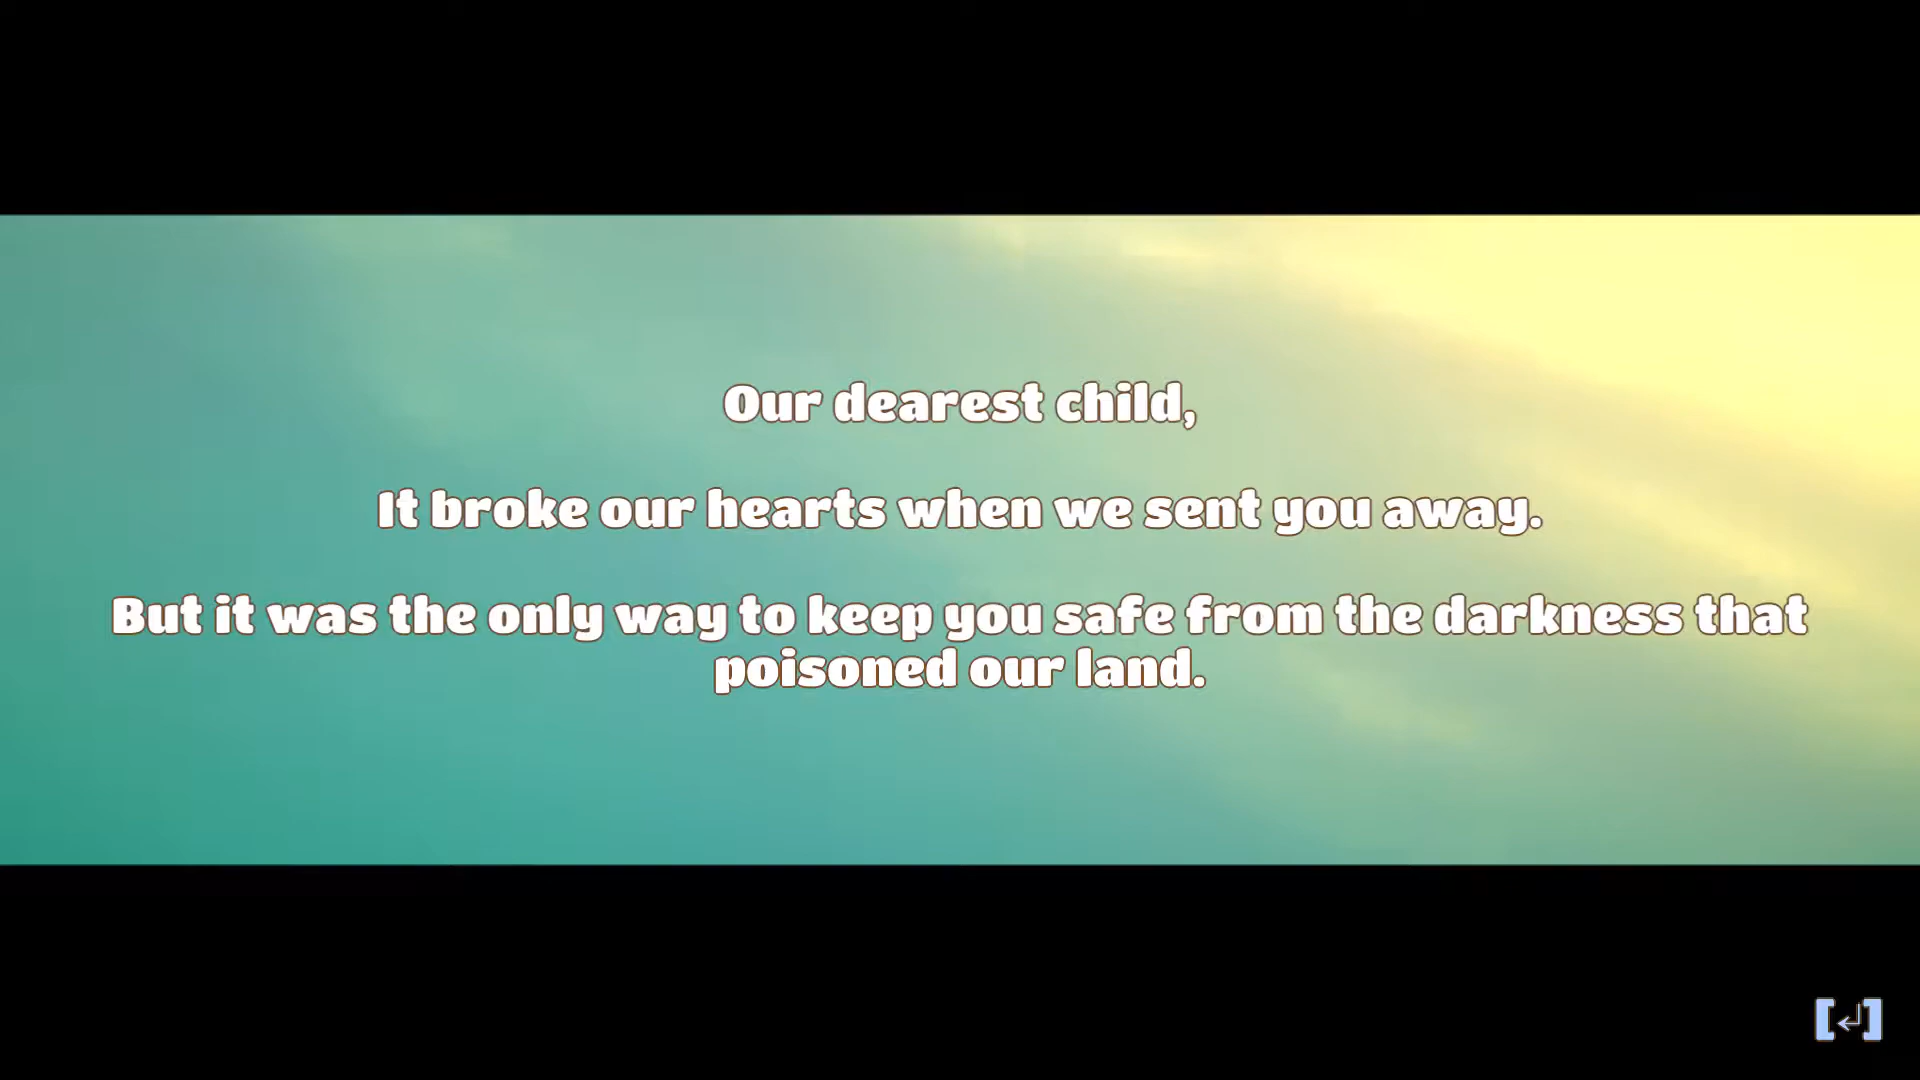 Our dearest child,
It broke our hearts when we sent you away.
But it was the only way to keep you safe from the darkness that
poisoned our land.
[↵]